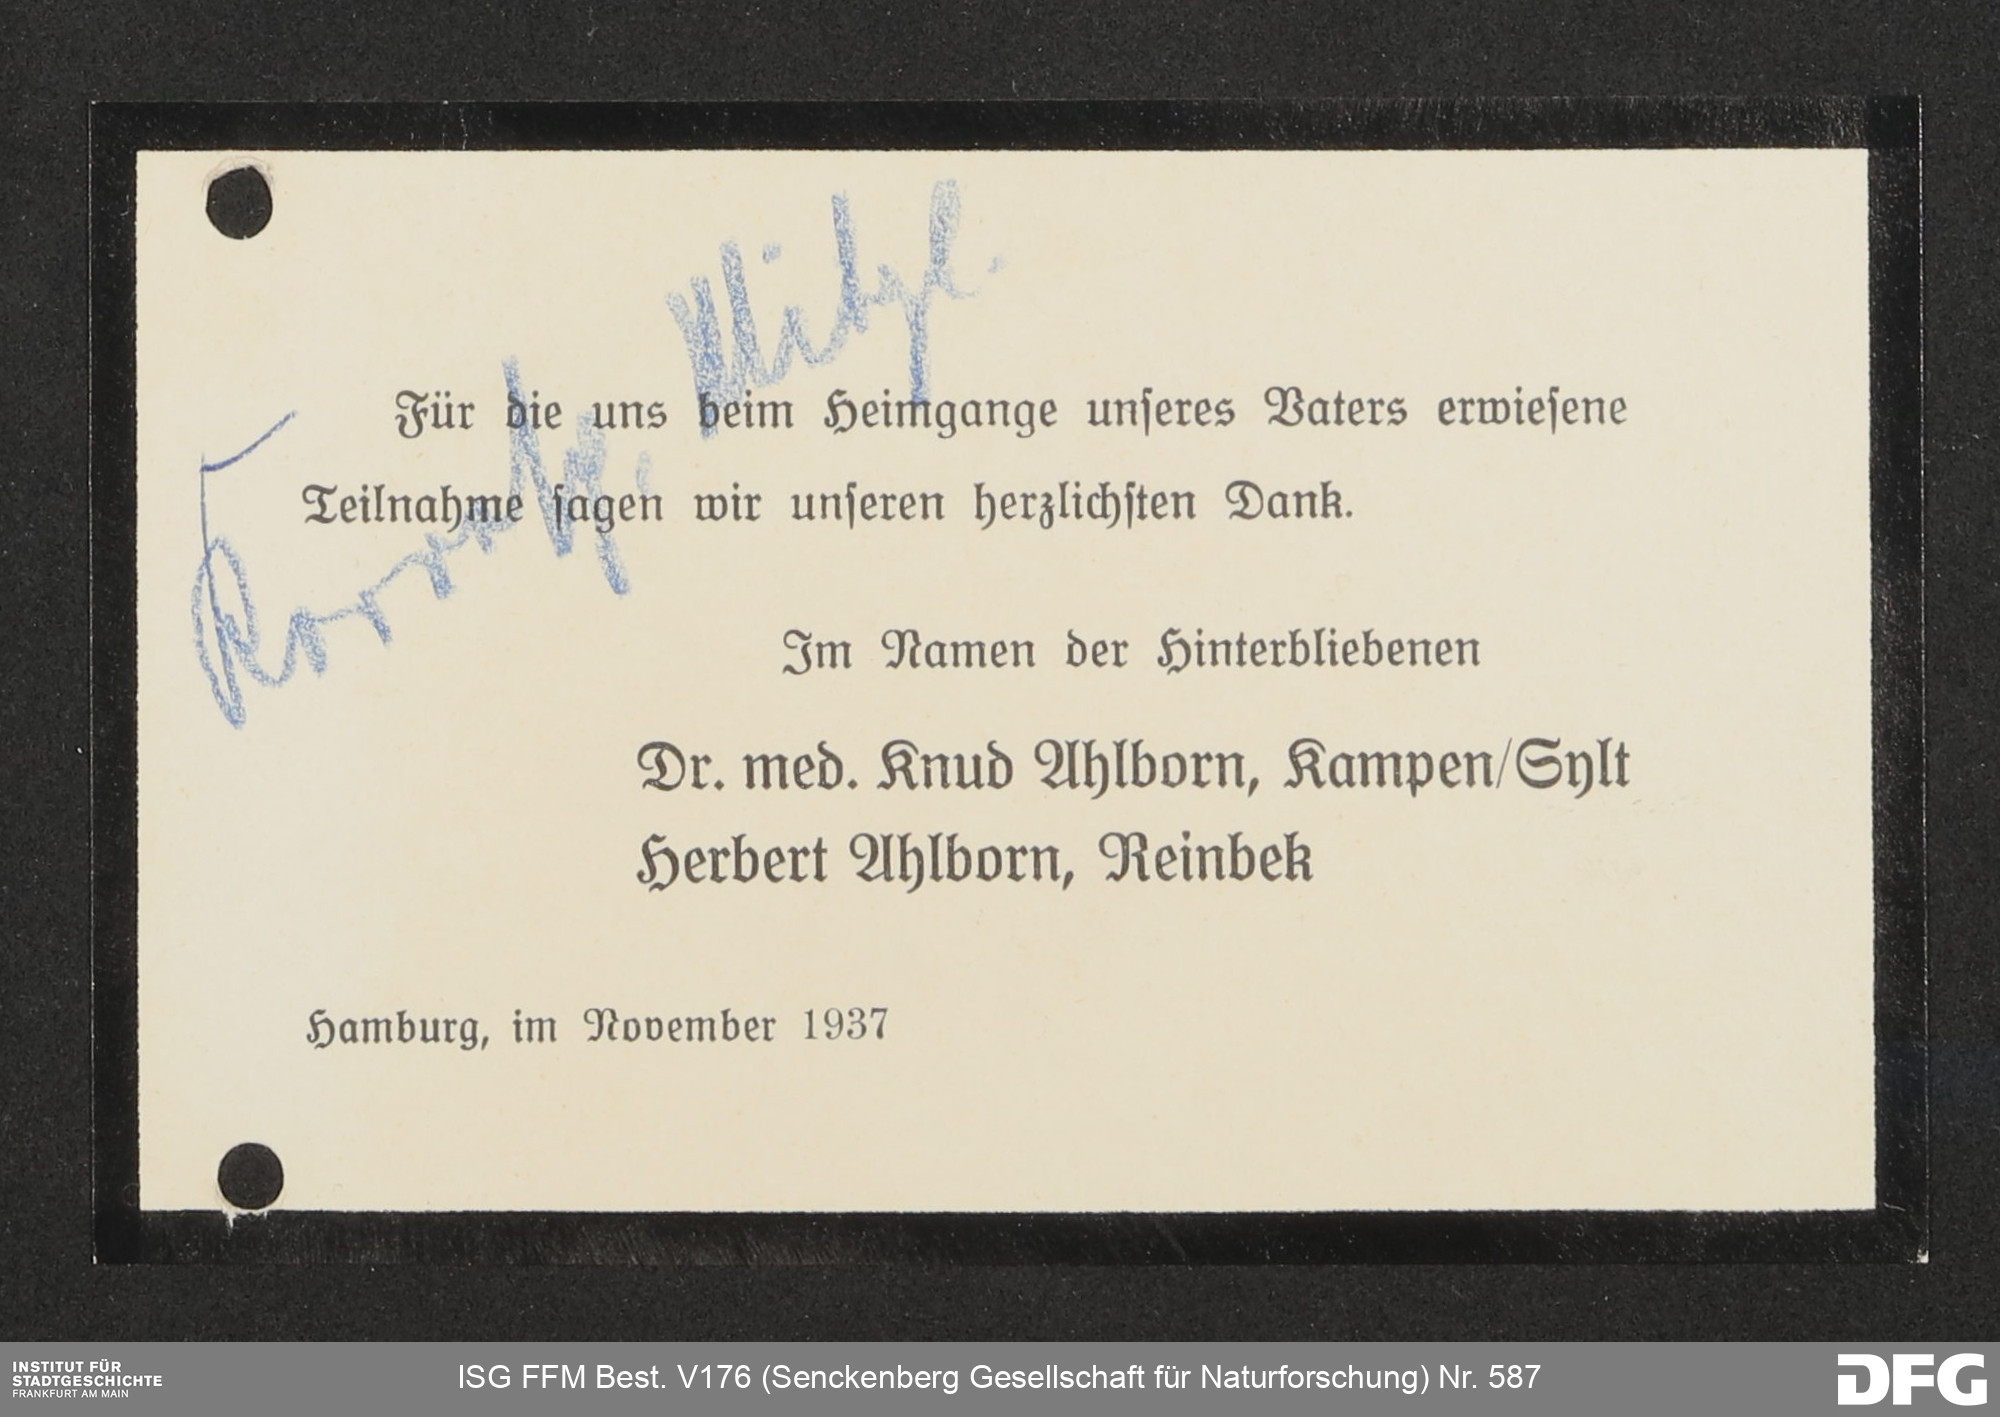 Korresp. Mitgl.
Für die uns beim Heimgange unseres Vaters erwiesene
Teilnahme sagen wir unseren herzlichsten Dank.
Im Namen der Hinterbliebenen
Dr. med. Knud Ahlborn, Kampen/Sylt
Herbert Ahlborn, Reinbek
Hamburg, im November 1937
INSTITUT FÜR
STADTGESCHICHTE
FRANKFURT AM MAIN
ISG FFM Best. V176 (Senckenberg Gesellschaft für Naturforschung) Nr. 587
DFG